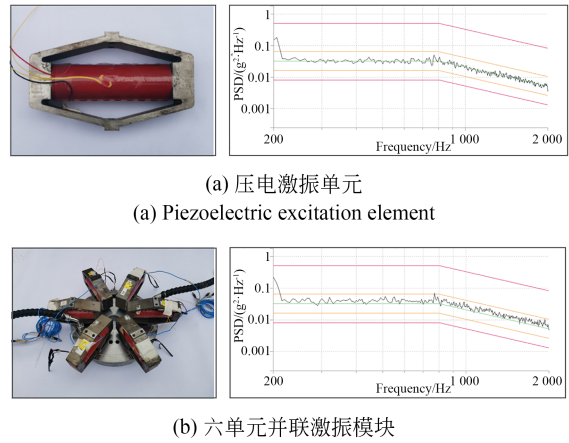 1
0.1
0.01
0.001
PSD/(g²·Hz⁻¹)
200
1 000
2 000
Frequency/Hz
(a) 压电激振单元
(a) Piezoelectric excitation element
1
0.1
0.01
0.001
PSD/(g²·Hz⁻¹)
200
1 000
2 000
Frequency/Hz
(b) 六单元并联激振模块